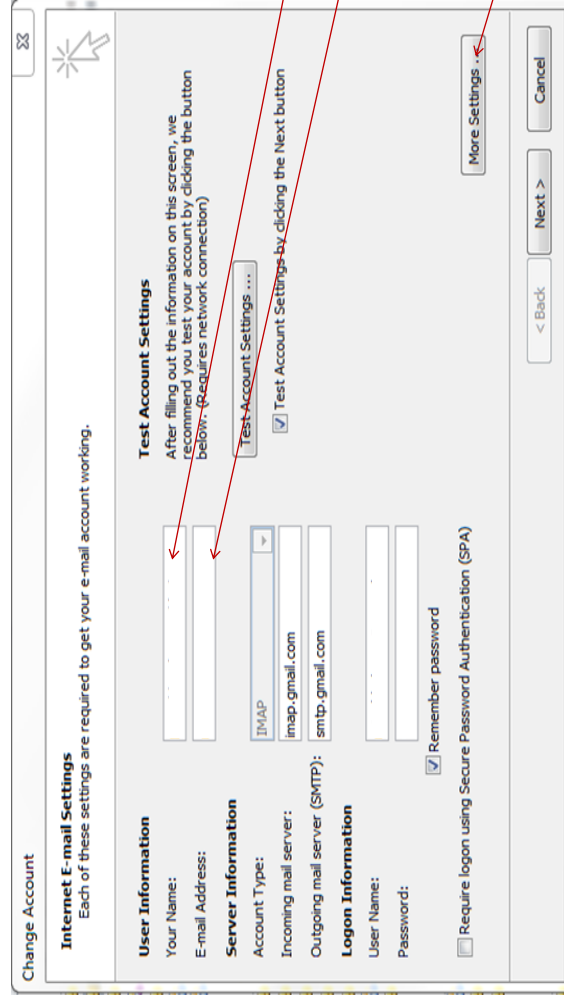 Change Account
Internet E-mail Settings
Each of these settings are required to get your e-mail account working.
User Information
Your Name:
E-mail Address:
Server Information
Account Type:
IMAP
Incoming mail server:
imap.gmail.com
Outgoing mail server (SMTP):
smtp.gmail.com
Logon Information
User Name:
Password:
Remember password
Require logon using Secure Password Authentication (SPA)
Test Account Settings
After filling out the information on this screen, we
recommend you test your account by clicking the button
below. (Requires network connection)
Test Account Settings ...
Test Account Settings by clicking the Next button
More Settings ...
< Back
Next >
Cancel